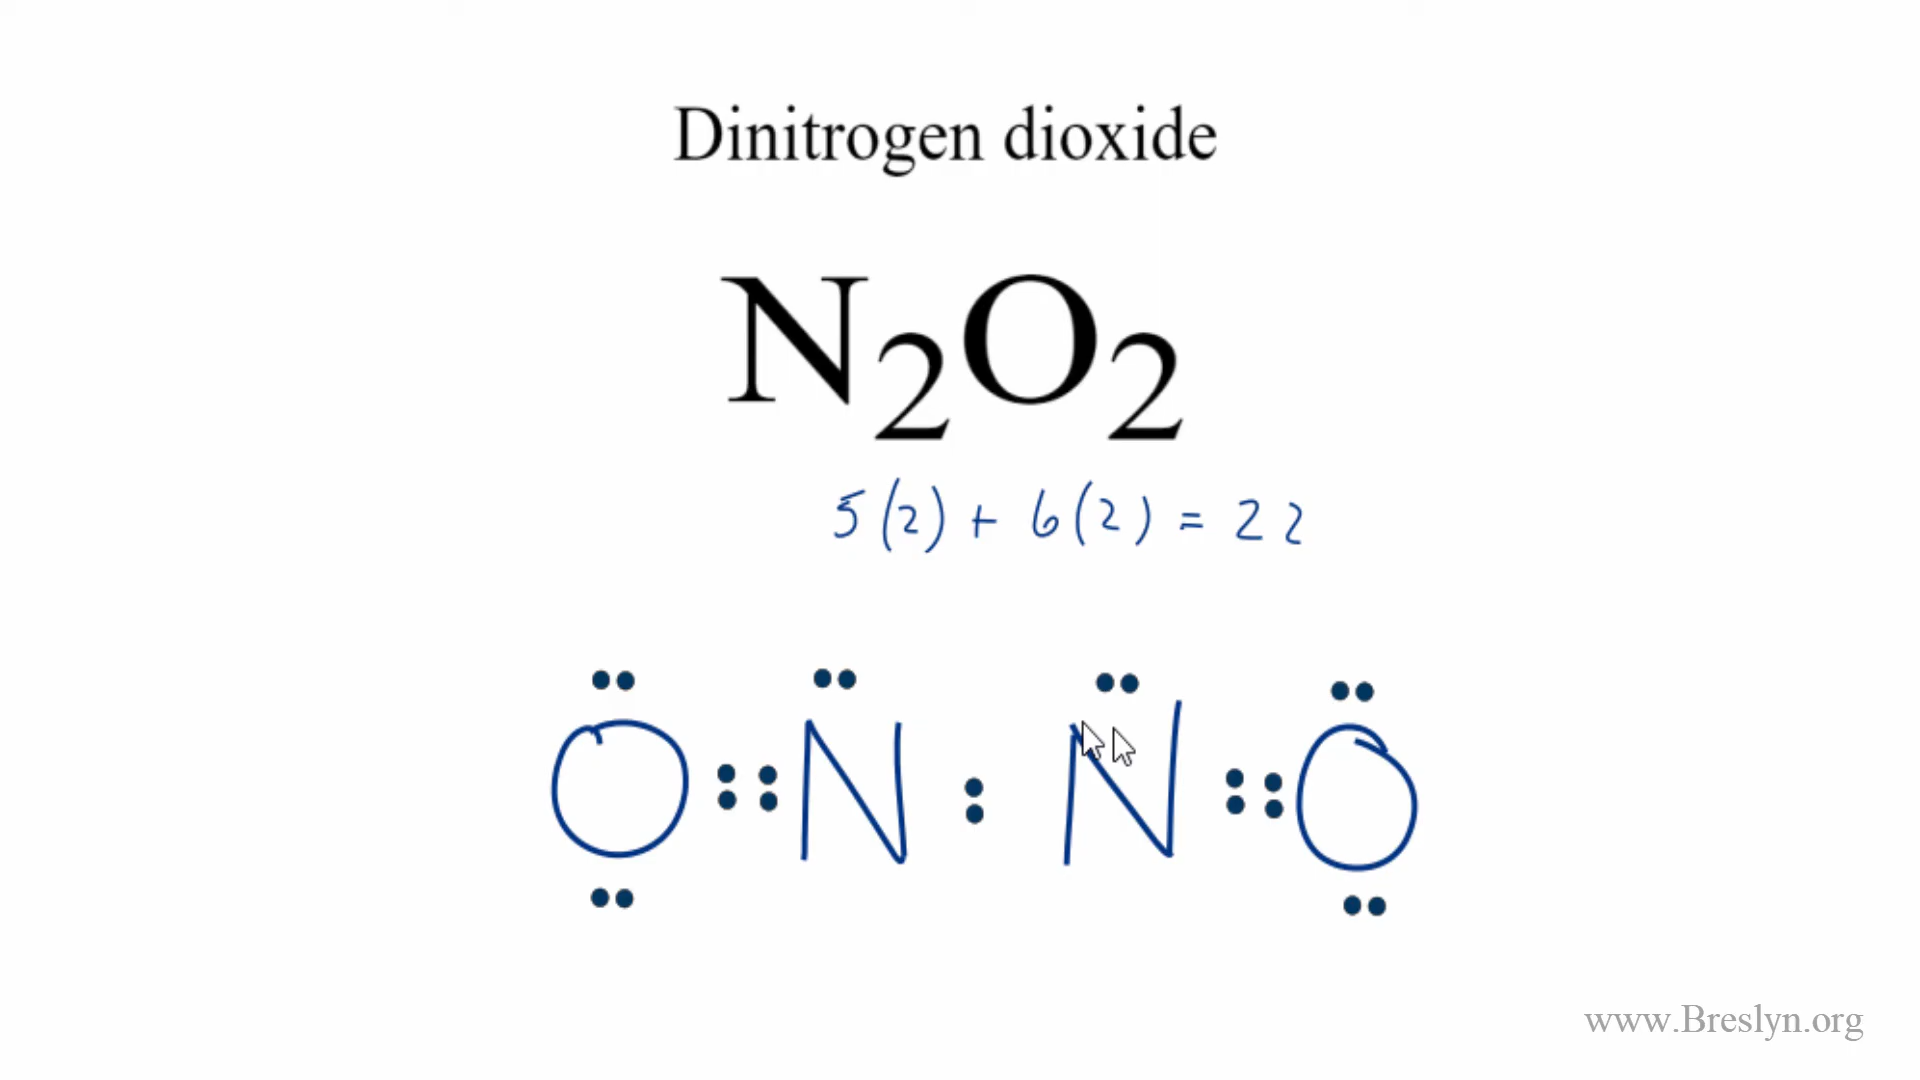 Dinitrogen dioxide
N₂O₂
5(2) + 6(2) = 22
O N N O
www.Breslyn.org